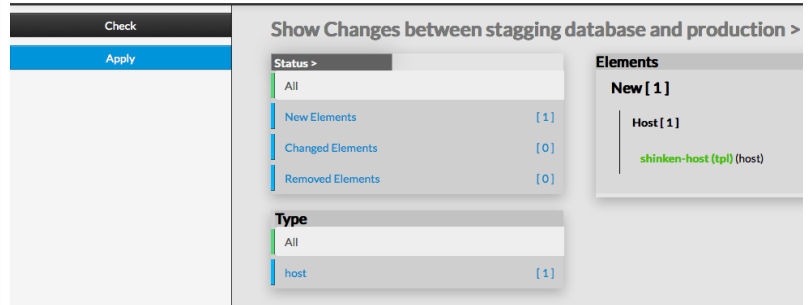 Check
Apply
Show Changes between stagging database and production >
Status >
All
New Elements [ 1 ]
Changed Elements [ 0 ]
Removed Elements [ 0 ]
Type
All
host [ 1 ]
Elements
New [ 1 ]
Host [ 1 ]
shinken-host (tpl) (host)